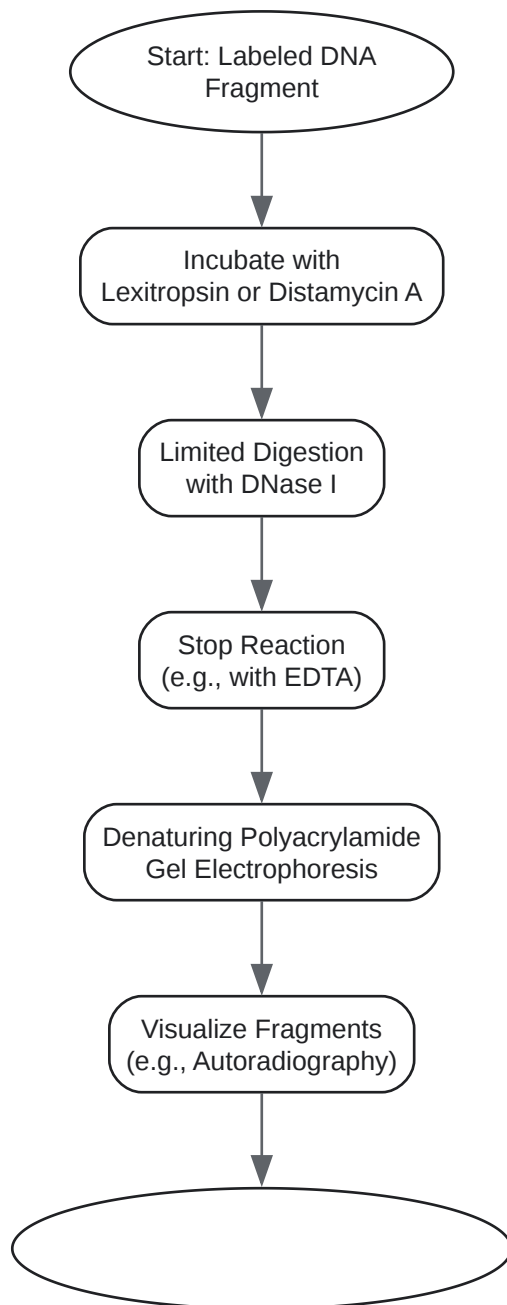 Start: Labeled DNA
Fragment
Incubate with
Lexitropsin or Distamycin A
Limited Digestion
with DNase I
Stop Reaction
(e.g., with EDTA)
Denaturing Polyacrylamide
Gel Electrophoresis
Visualize Fragments
(e.g., Autoradiography)